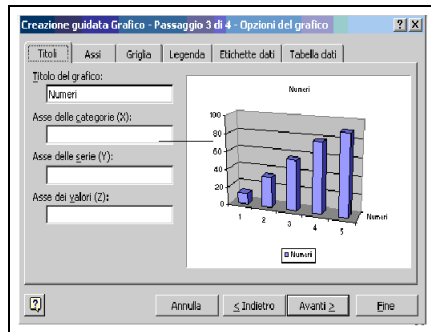 Creazione guidata Grafico - Passaggio 3 di 4 - Opzioni del grafico
Titoli Assi Griglia Legenda Etichette dati Tabella dati
Titolo del grafico:
Numeri
Asse delle categorie (X):
Asse delle serie (Y):
Asse dei valori (Z):
Numeri
100
80
60
40
20
0
1 2 3 4 5
Numeri
Numeri
Annulla < Indietro Avanti > Fine